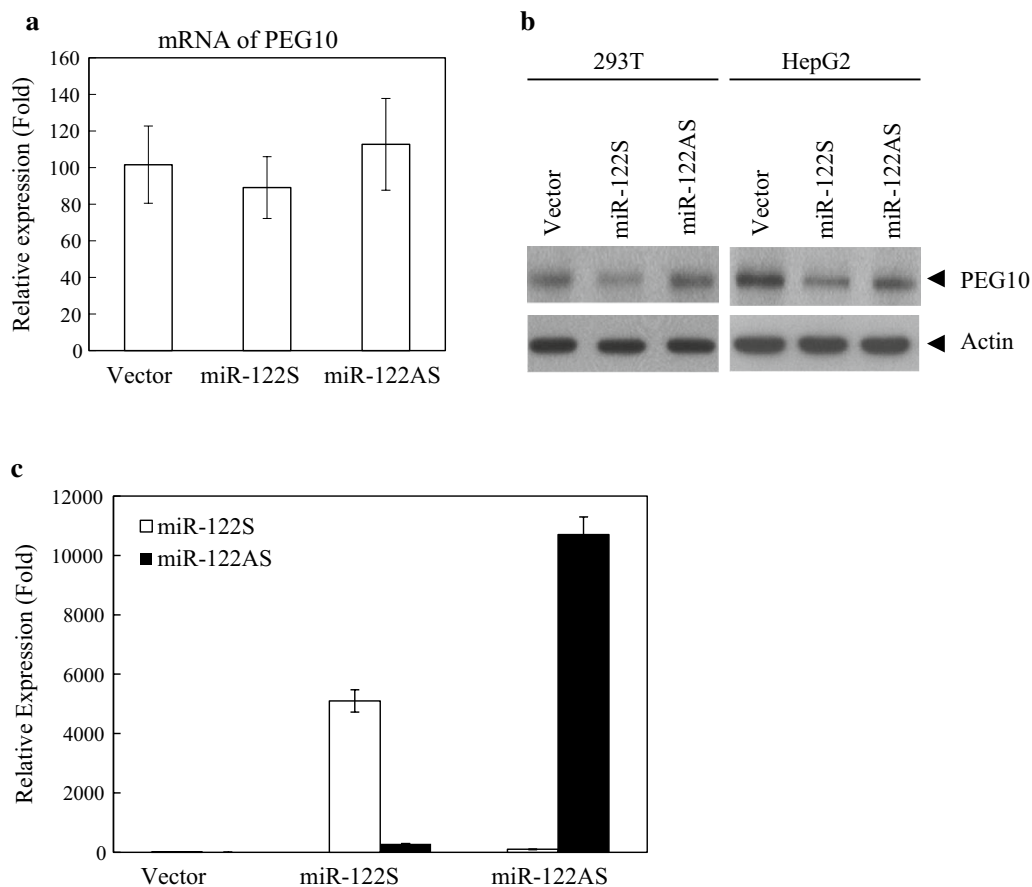 a
mRNA of PEG10
Relative expression (Fold)
160
140
120
100
80
60
40
20
0
Vector miR-122S miR-122AS
b
293T HepG2
Vector miR-122S miR-122AS Vector miR-122S miR-122AS
PEG10
Actin
c
Relative Expression (Fold)
12000
10000
8000
6000
4000
2000
0
miR-122S
miR-122AS
Vector miR-122S miR-122AS